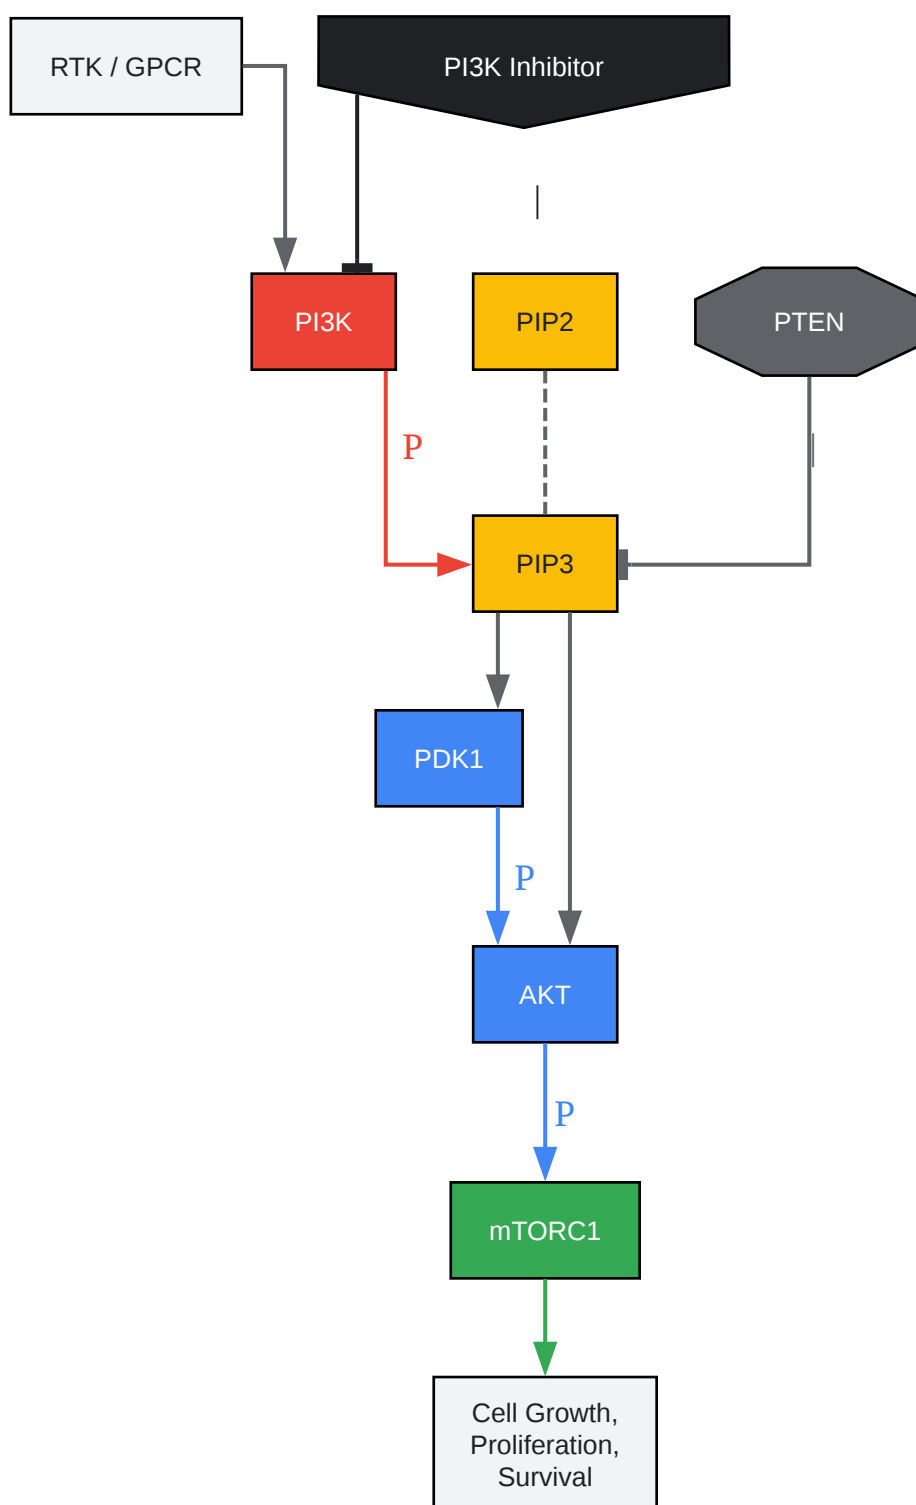 RTK / GPCR
PI3K Inhibitor
|
PI3K
PIP2
PTEN
P
|
PIP3
PDK1
P
AKT
P
mTORC1
Cell Growth,
Proliferation,
Survival